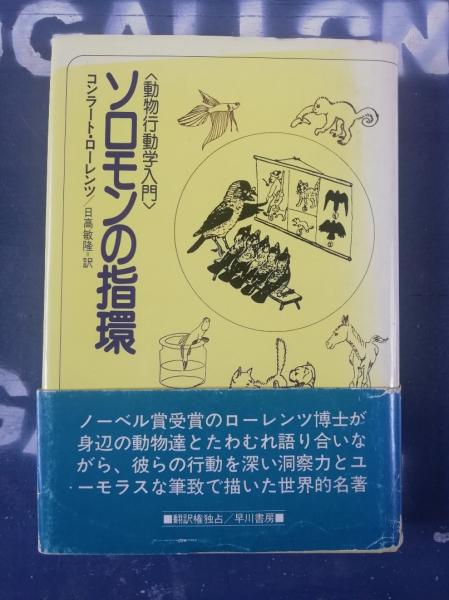 GALLON
〈動物行動学入門〉
ソロモンの指環
コンラート・ローレンツ/日高敏隆=訳
ノーベル賞受賞のローレンツ博士が
身辺の動物達とたわむれ語り合いな
がら、彼らの行動を深い洞察力とユ
ーモラスな筆致で描いた世界的名著
■翻訳権独占/早川書房■